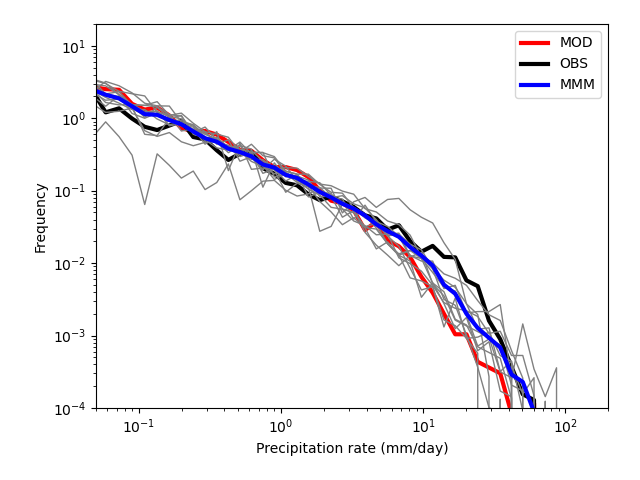 10¹
10⁰
10⁻¹
10⁻²
10⁻³
10⁻⁴
Frequency
MOD
OBS
MMM
10⁻¹
10⁰
10¹
10²
Precipitation rate (mm/day)